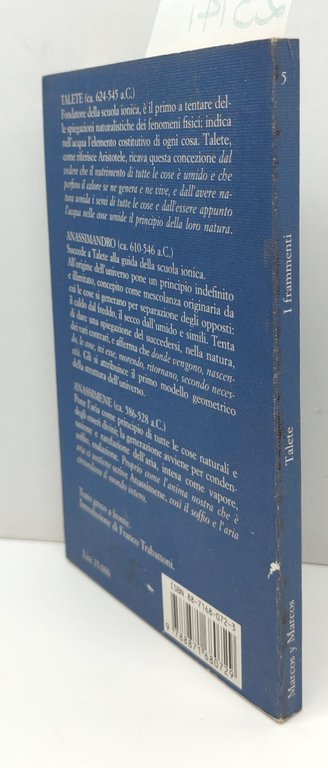 TALETE (ca. 624-545 a.C.)
Fondatore della scuola ionica, è il primo a tentare del-
le spiegazioni naturalistiche dei fenomeni fisici: indica
nell'acqua l'elemento costitutivo di ogni cosa. Talete,
come riferisce Aristotele, ricava questa concezione dal
vedere che il nutrimento di tutte le cose è umido e che
perfino il calore se ne genera e ne vive, e dall'avere na-
tura umida i semi di tutte le cose e dall'essere appunto
l'acqua nelle cose umide il principio della loro natura.
ANASSIMANDRO (ca. 610-546 a.C.)
Succede a Talete alla guida della scuola ionica.
All'origine dell'universo pone un principio indefinito
e illimitato, concepito come mescolanza originaria da
cui le cose si generano per separazione degli opposti:
il caldo dal freddo, il secco dall'umido e simili. Tenta
di dare una spiegazione del succedersi, nella natura,
dei vari contrari, e afferma che donde vengono, nascen-
do, le cose, ivi esse, morendo, ritornano, secondo neces-
sità. Gli si attribuisce il primo modello geometrico
della struttura dell'universo.
ANASSIMENE (ca. 586-528 a.C.)
Pone l'aria come principio di tutte le cose naturali e
degli esseri divini; la generazione avviene per conden-
sazione e rarefazione dell'aria, intesa come vapore,
soffio, esalazione. Proprio come l'anima nostra che è
aria ci sostiene scrive Anassimene, così il soffio e l'aria
circondano il mondo intero.
Testo greco a fronte.
Introduzione di Franco Trabattoni.
Lire 10.000
ISBN 88-7168-072-3
9 788871 680729
5
I frammenti
Talete
Marcos y Marcos